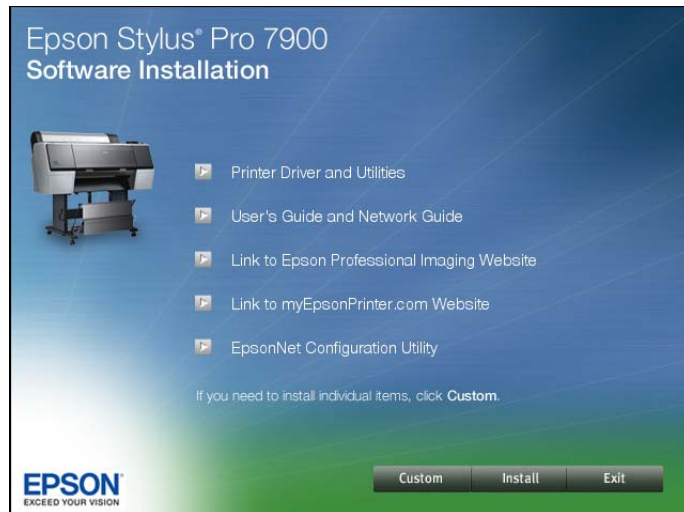 Epson Stylus® Pro 7900
Software Installation
Printer Driver and Utilities
User's Guide and Network Guide
Link to Epson Professional Imaging Website
Link to myEpsonPrinter.com Website
EpsonNet Configuration Utility
If you need to install individual items, click Custom.
Custom Install Exit
EPSON®
EXCEED YOUR VISION